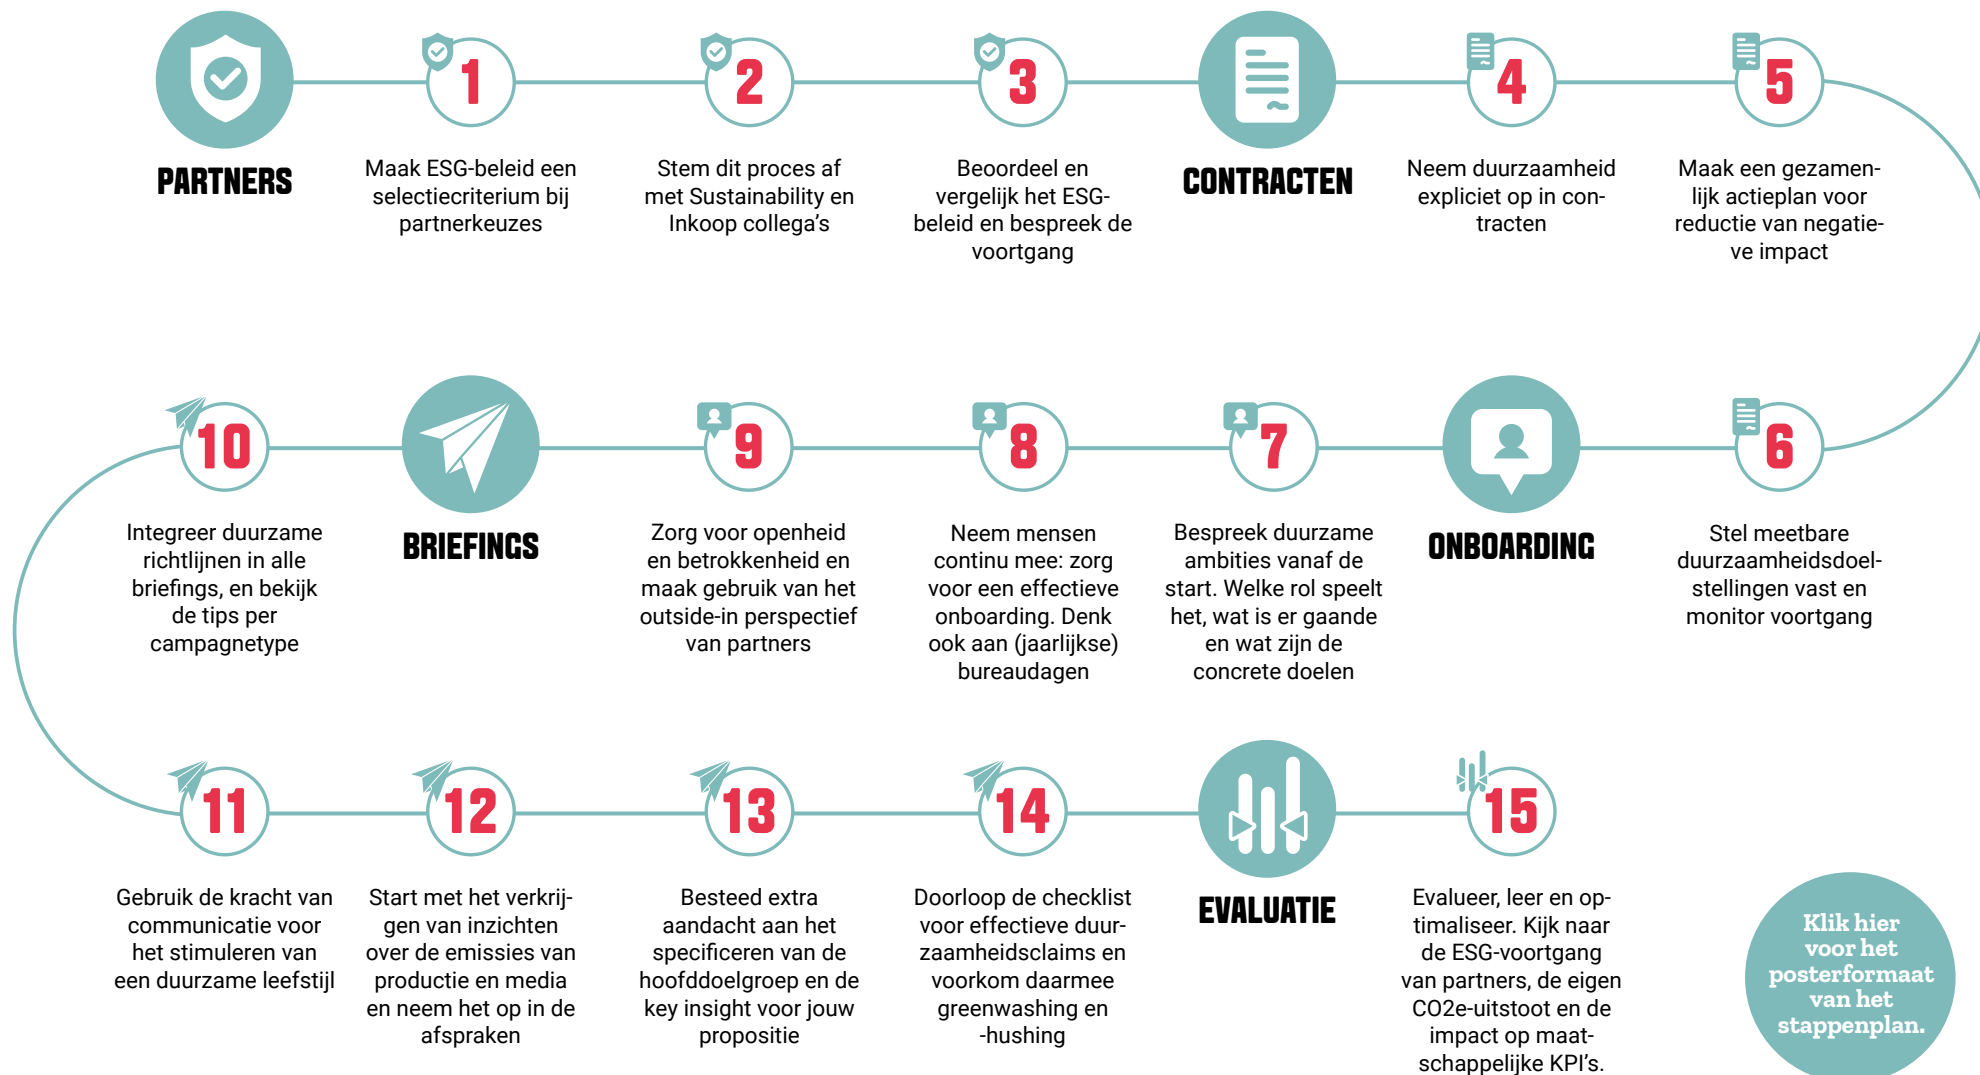 1
2
3
4
5
PARTNERS
Maak ESG-beleid een
selectiecriterium bij
partnerkeuzes
Stem dit proces af
met Sustainability en
Inkoop collega's
Beoordeel en
vergelijk het ESG-
beleid en bespreek de
voortgang
CONTRACTEN
Neem duurzaamheid
expliciet op in con-
tracten
Maak een gezamen-
lijk actieplan voor
reductie van negatie-
ve impact
6
Stel meetbare
duurzaamheidsdoel-
stellingen vast en
monitor voortgang
ONBOARDING
7
Bespreek duurzame
ambities vanaf de
start. Welke rol speelt
het, wat is er gaande
en wat zijn de
concrete doelen
8
Neem mensen
continu mee: zorg
voor een effectieve
onboarding. Denk
ook aan (jaarlijkse)
bureaudagen
9
Zorg voor openheid
en betrokkenheid en
maak gebruik van het
outside-in perspectief
van partners
BRIEFINGS
10
Integreer duurzame
richtlijnen in alle
briefings, en bekijk
de tips per
campagnetype
11
Gebruik de kracht van
communicatie voor
het stimuleren van
een duurzame leefstijl
12
Start met het verkrij-
gen van inzichten
over de emissies van
productie en media
en neem het op in de
afspraken
13
Besteed extra
aandacht aan het
specificeren van de
hoofddoelgroep en de
key insight voor jouw
propositie
14
Doorloop de checklist
voor effectieve duur-
zaamheidsclaims en
voorkom daarmee
greenwashing en
-hushing
EVALUATIE
15
Evalueer, leer en op-
timaliseer. Kijk naar
de ESG-voortgang
van partners, de eigen
CO2e-uitstoot en de
impact op maat-
schappelijke KPI's.
Klik hier
voor het
posterformaat
van het
stappenplan.